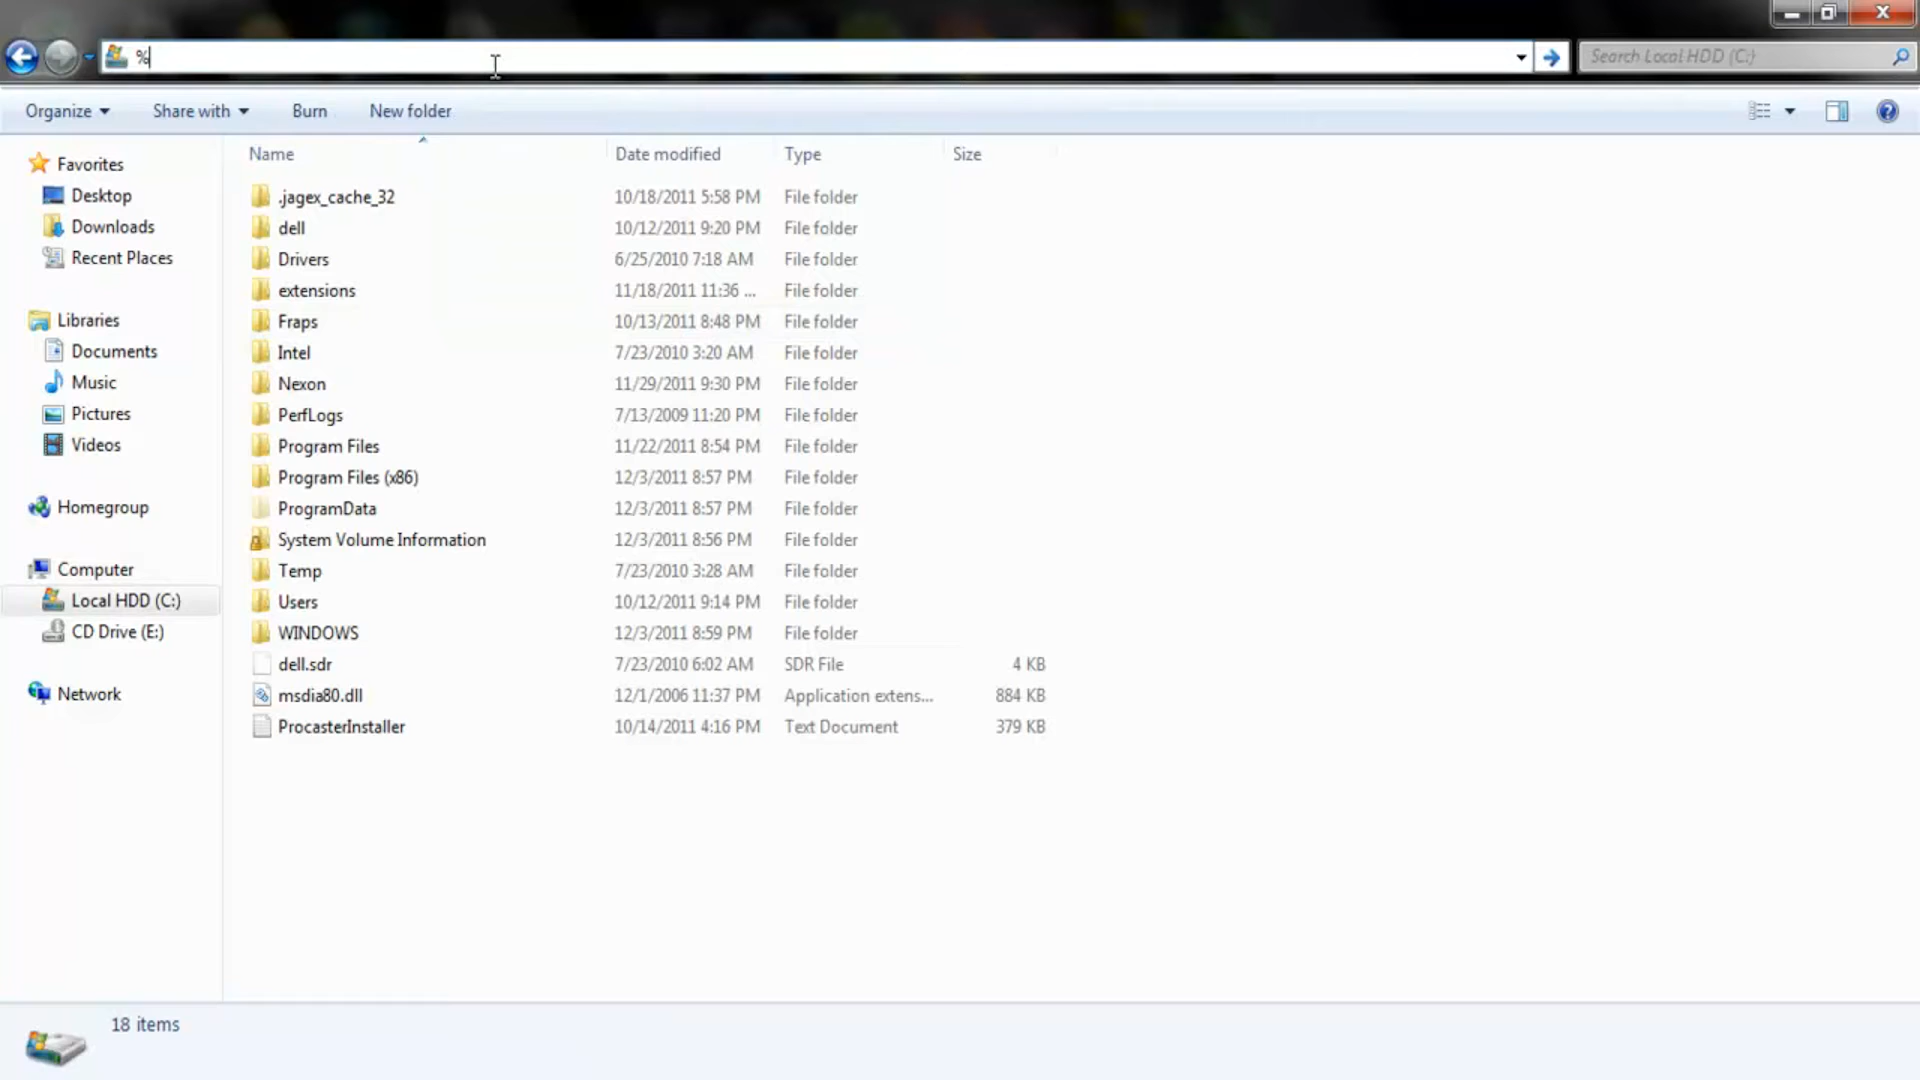 %
Search Local HDD (C:)
Organize
Share with
Burn
New folder
Name
Date modified
Type
Size
Favorites
Desktop
Downloads
Recent Places
Libraries
Documents
Music
Pictures
Videos
Homegroup
Computer
Local HDD (C:)
CD Drive (E:)
Network
.jagex_cache_32 10/18/2011 5:58 PM File folder
dell 10/12/2011 9:20 PM File folder
Drivers 6/25/2010 7:18 AM File folder
extensions 11/18/2011 11:36 ... File folder
Fraps 10/13/2011 8:48 PM File folder
Intel 7/23/2010 3:20 AM File folder
Nexon 11/29/2011 9:30 PM File folder
PerfLogs 7/13/2009 11:20 PM File folder
Program Files 11/22/2011 8:54 PM File folder
Program Files (x86) 12/3/2011 8:57 PM File folder
ProgramData 12/3/2011 8:57 PM File folder
System Volume Information 12/3/2011 8:56 PM File folder
Temp 7/23/2010 3:28 AM File folder
Users 10/12/2011 9:14 PM File folder
WINDOWS 12/3/2011 8:59 PM File folder
dell.sdr 7/23/2010 6:02 AM SDR File 4 KB
msdia80.dll 12/1/2006 11:37 PM Application extens... 884 KB
ProcasterInstaller 10/14/2011 4:16 PM Text Document 379 KB
18 items